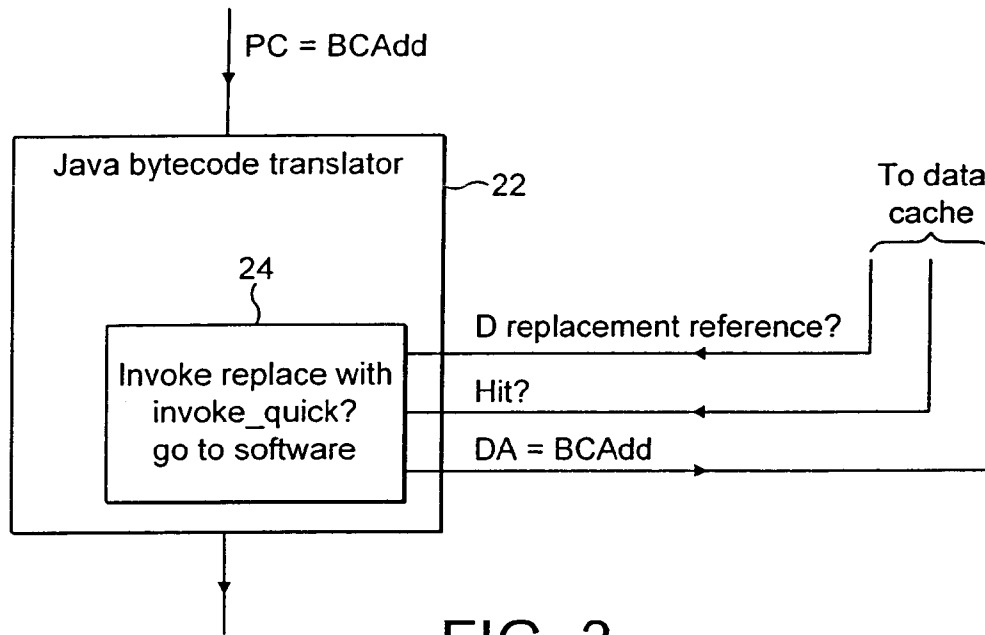 PC = BCAdd
Java bytecode translator
22
To data
cache
24
D replacement reference?
Invoke replace with
invoke_quick?
go to software
Hit?
DA = BCAdd